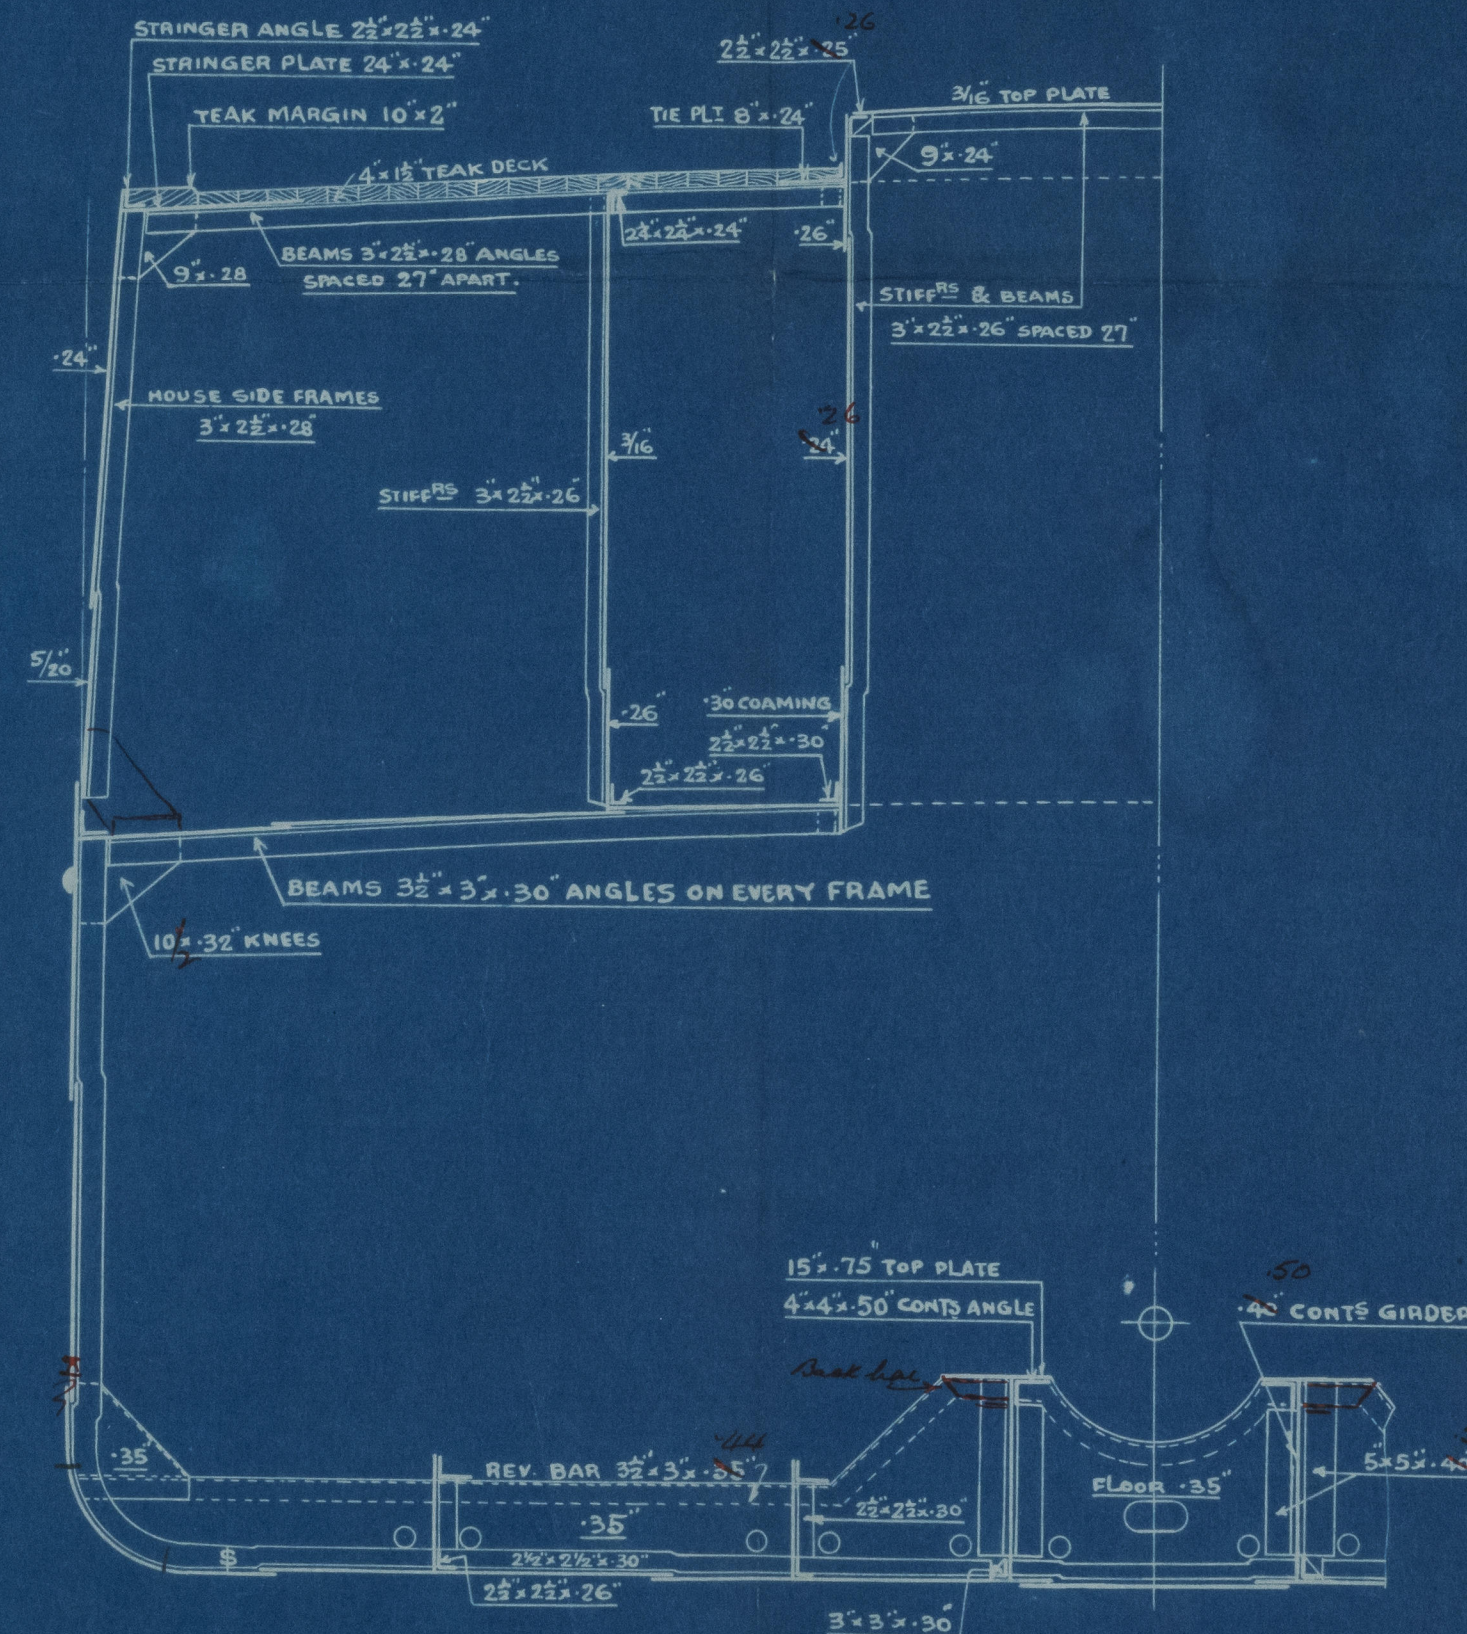 STRINGER ANGLE 2½"×2½"×·24"
STRINGER PLATE 24"×·24"
TEAK MARGIN 10"×2"
4"×1½" TEAK DECK
·26
2½"×2½"×·25"
TIE PLT 8"×·24"
3/16" TOP PLATE
9"×·24"
BEAMS 3"×2½"×·28" ANGLES
SPACED 27" APART.
9"×·28
2¼"×2¼"×·24"
·26"
STIFFRS & BEAMS
3"×2½"×·26" SPACED 27"
·24"
HOUSE SIDE FRAMES
3"×2½"×·28"
·26
3/16"
·24"
STIFFRS 3"×2½"×·26"
5/20"
·26"
·30" COAMING
2½"×2½"×·30"
2½"×2½"×·26"
BEAMS 3½"×3"×·30" ANGLES ON EVERY FRAME
10½×·32" KNEES
15"×·75" TOP PLATE
4"×4"×·50" CONTS ANGLE
·50
·40" CONTS GIRDER
·35"
·44
REV. BAR 3½"×3"×·35"
FLOOR ·35"
5"×5"×·4
2½"×2½"×·30"
·35"
2½"×2½"×·30"
2½"×2½"×·26"
3"×3"×·30"